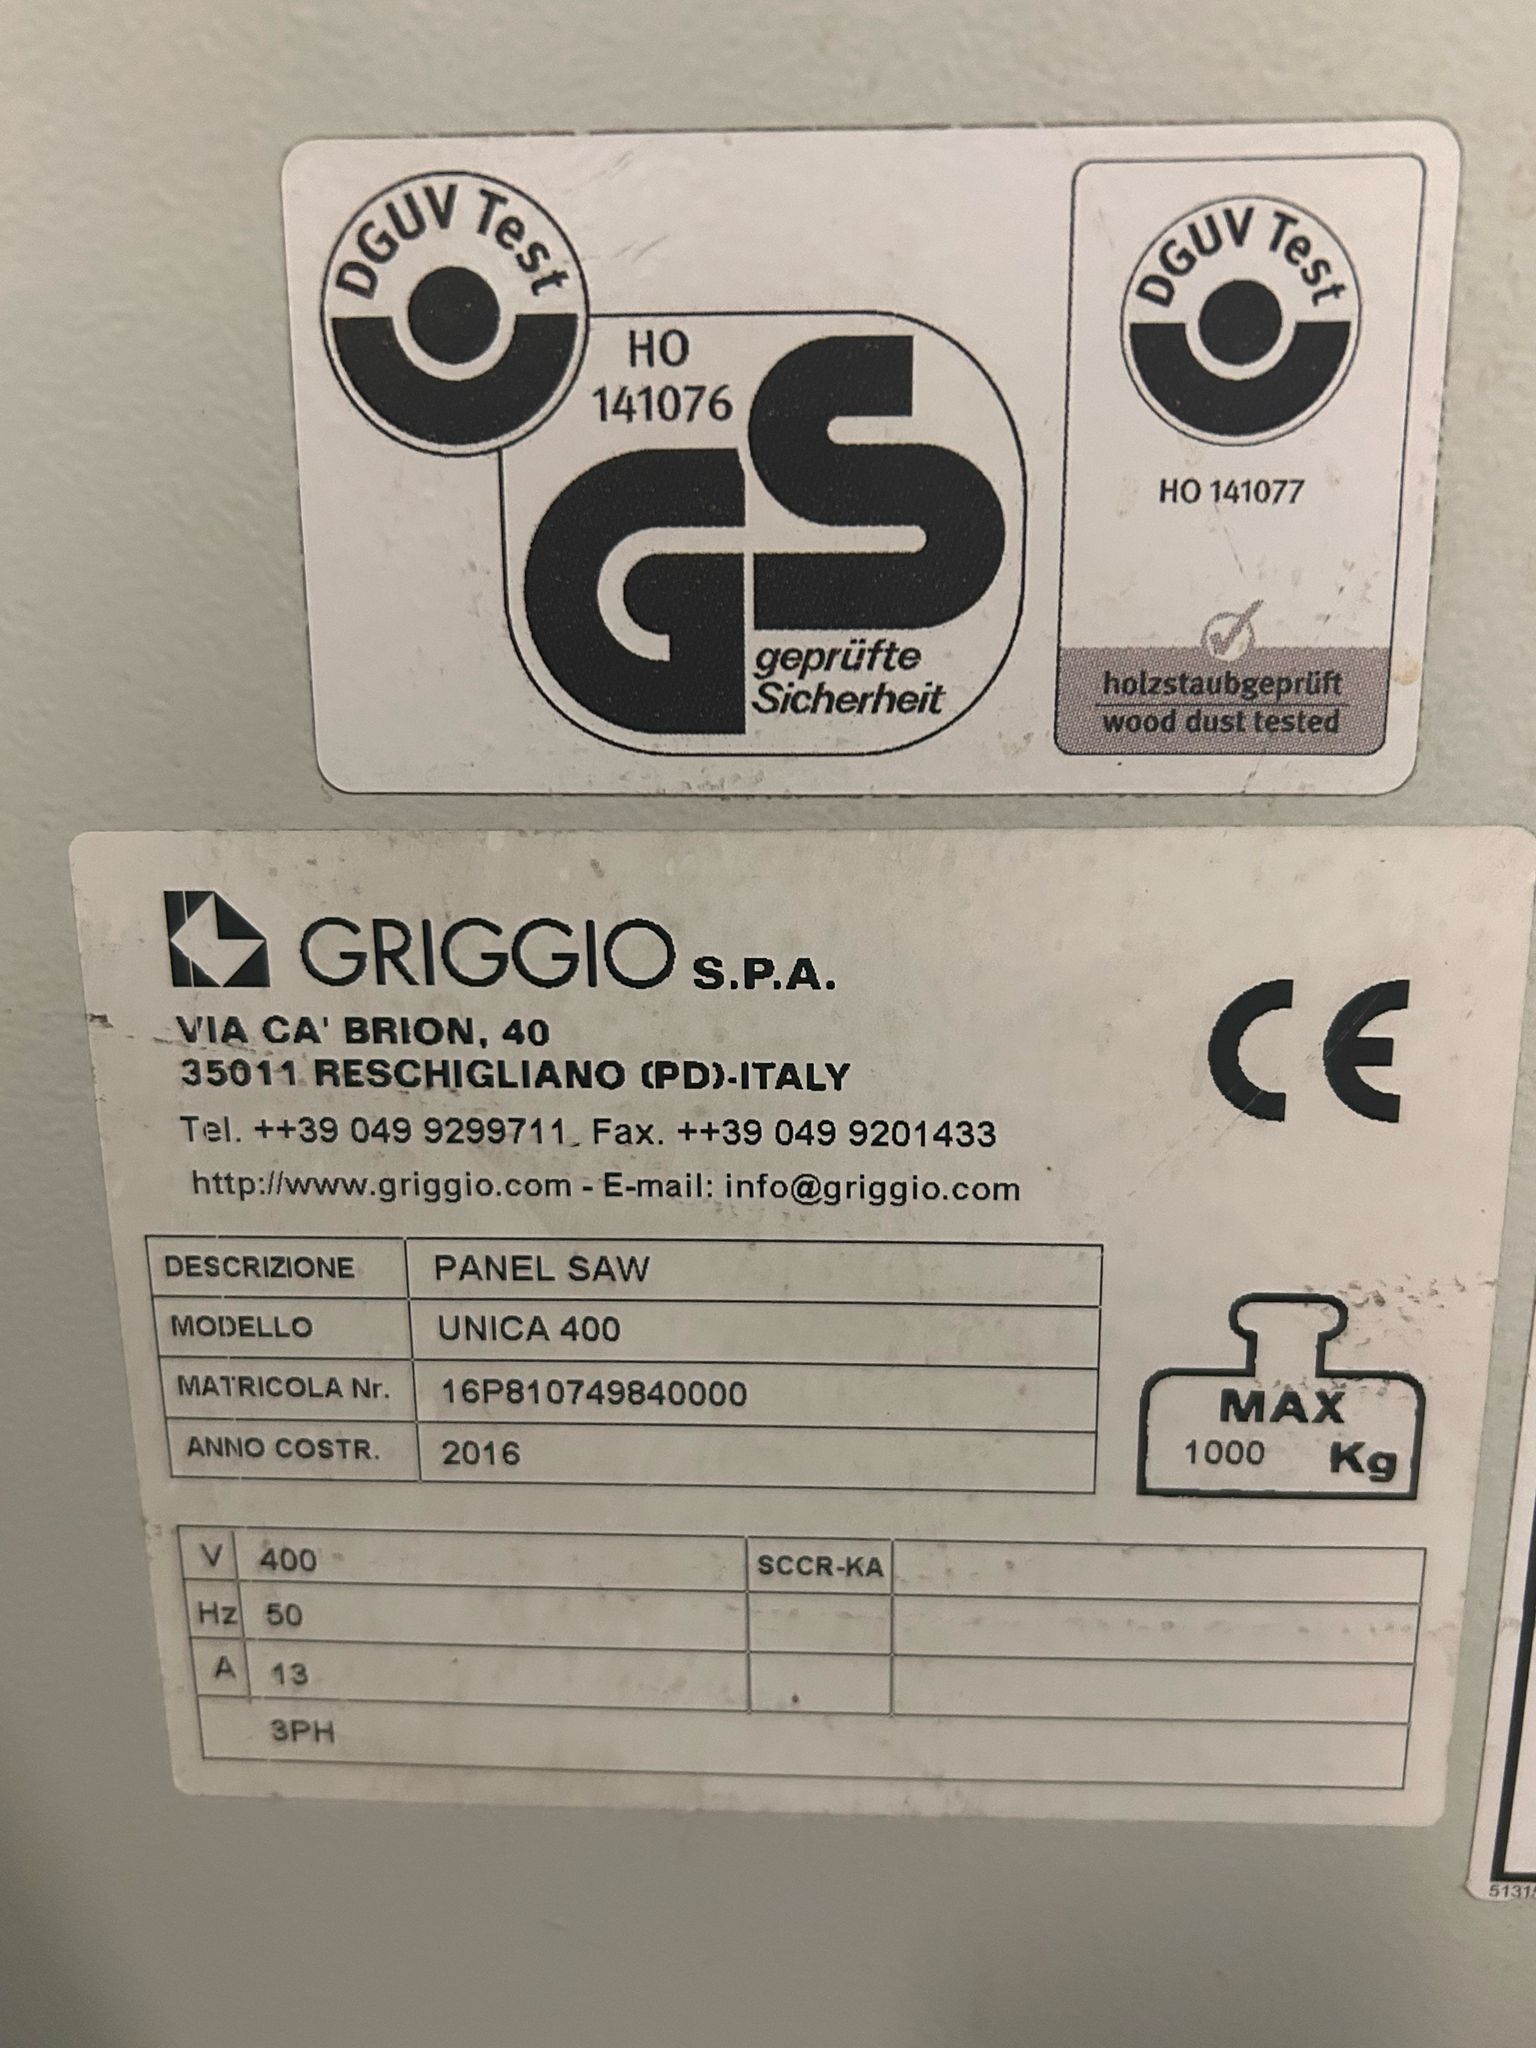 DGUV Test
HO
141076
GS
geprüfte
Sicherheit
DGUV Test
HO 141077
holzstaubgeprüft
wood dust tested
GRIGGIO S.P.A.
VIA CA' BRION, 40
35011 RESCHIGLIANO (PD)-ITALY
Tel. ++39 049 9299711 Fax. ++39 049 9201433
http://www.griggio.com - E-mail: info@griggio.com
CE
DESCRIZIONE PANEL SAW
MODELLO UNICA 400
MATRICOLA Nr. 16P810749840000
ANNO COSTR. 2016
MAX
1000 Kg
V 400 SCCR-KA
Hz 50
A 13
3PH